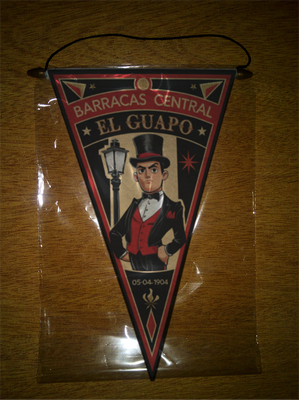 BARRACAS CENTRAL
EL GUAPO
05-04-1904